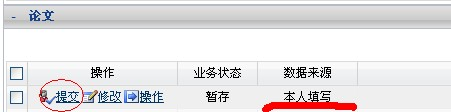 - 论文
操作 业务状态 数据来源
提交 修改 操作 暂存 本人填写